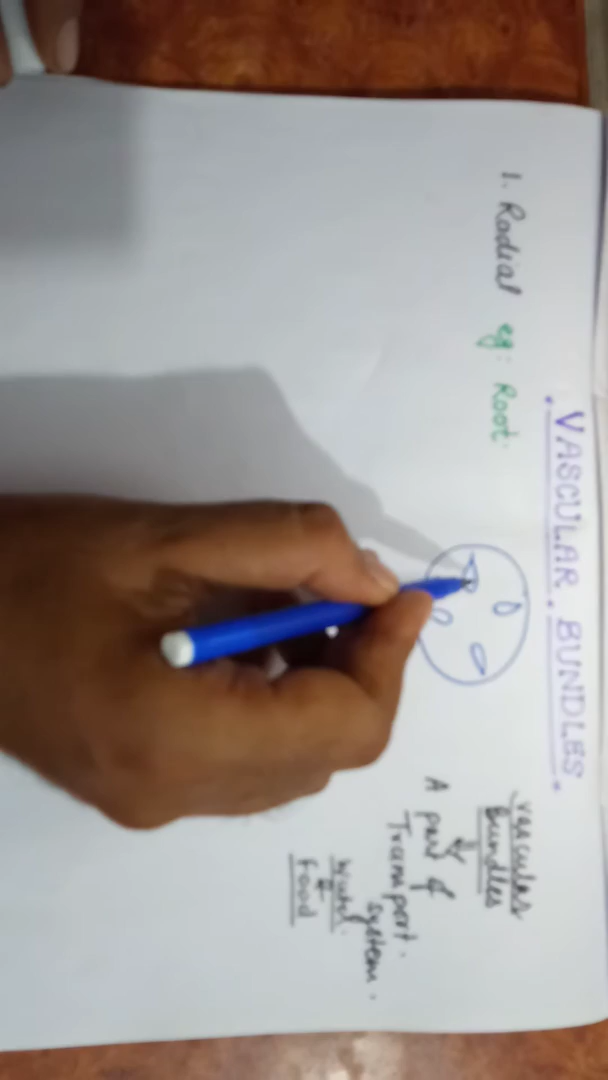 .VASCULAR.BUNDLES.
1. Radial eg: Root.
Vascular
Bundles
A part of
Transport.
system.
Water.
+
Food